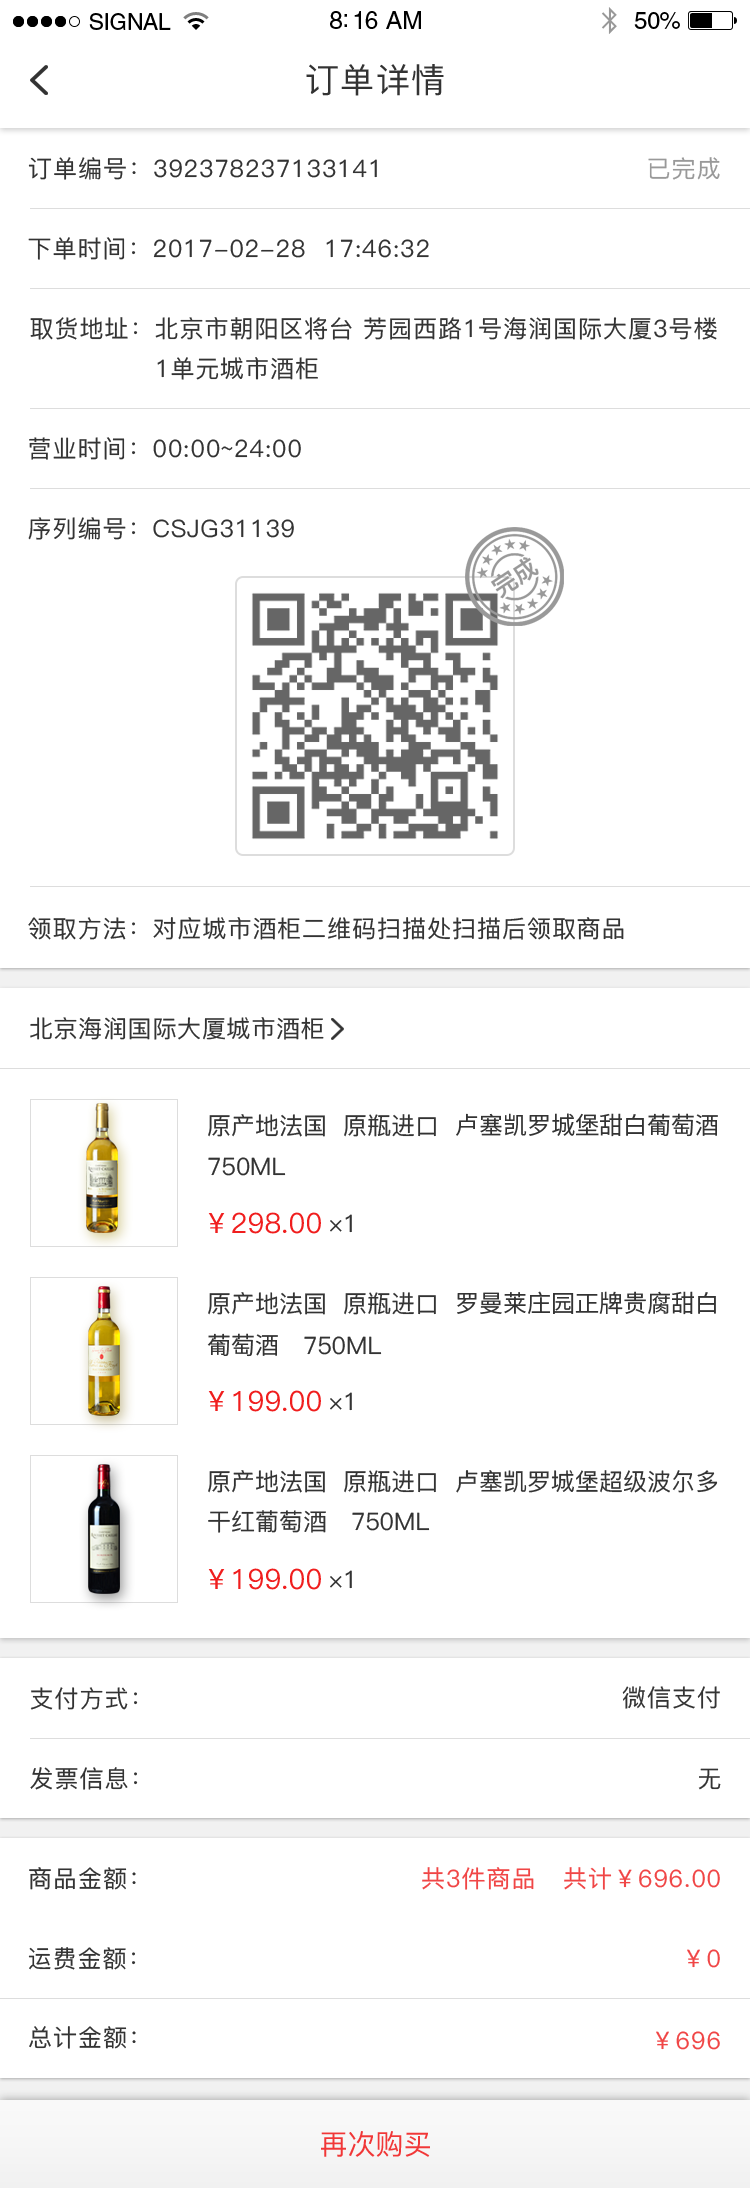 SIGNAL 8:16 AM 50%
订单详情
订单编号：392378237133141 已完成
下单时间：2017-02-28 17:46:32
取货地址：北京市朝阳区将台 芳园西路1号海润国际大厦3号楼
1单元城市酒柜
营业时间：00:00~24:00
序列编号：CSJG31139
完成
领取方法：对应城市酒柜二维码扫描处扫描后领取商品
北京海润国际大厦城市酒柜
原产地法国 原瓶进口 卢塞凯罗城堡甜白葡萄酒
750ML
¥298.00 ×1
原产地法国 原瓶进口 罗曼莱庄园正牌贵腐甜白
葡萄酒 750ML
¥199.00 ×1
原产地法国 原瓶进口 卢塞凯罗城堡超级波尔多
干红葡萄酒 750ML
¥199.00 ×1
支付方式： 微信支付
发票信息： 无
商品金额： 共3件商品 共计¥696.00
运费金额： ¥0
总计金额： ¥696
再次购买